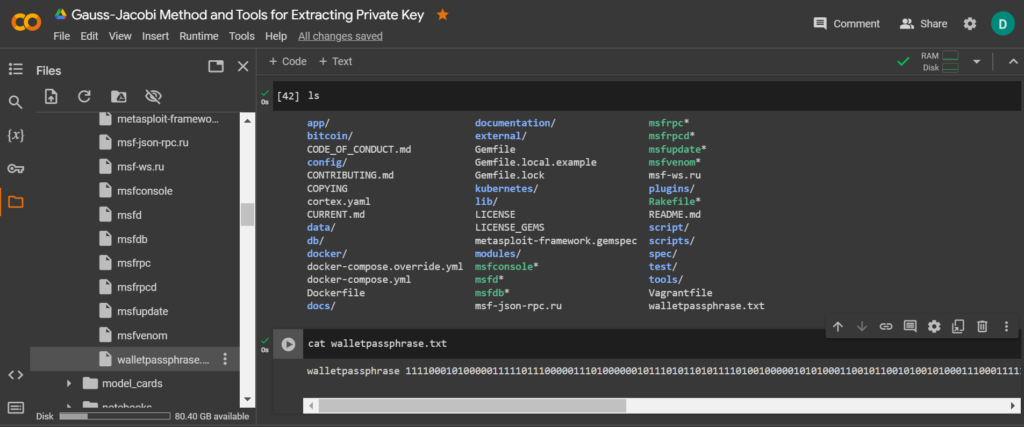 Gauss-Jacobi Method and Tools for Extracting Private Key
Comment Share D
File Edit View Insert Runtime Tools Help All changes saved
Files
+ Code + Text
RAM
Disk
metasploit-framewo...
msf-json-rpc.ru
msf-ws.ru
msfconsole
msfd
msfdb
msfrpc
msfrpcd
msfupdate
msfvenom
walletpassphrase....
model_cards
notebooks
Disk 80.40 GB available
{x}
0s
[42] ls
app/ documentation/ msfrpc*
bitcoin/ external/ msfrpcd*
CODE_OF_CONDUCT.md Gemfile msfupdate*
config/ Gemfile.local.example msfvenom*
CONTRIBUTING.md Gemfile.lock msf-ws.ru
COPYING kubernetes/ plugins/
cortex.yaml lib/ Rakefile*
CURRENT.md LICENSE README.md
data/ LICENSE_GEMS script/
db/ metasploit-framework.gemspec scripts/
docker/ modules/ spec/
docker-compose.override.yml msfconsole* test/
docker-compose.yml msfd* tools/
Dockerfile msfdb* Vagrantfile
docs/ msf-json-rpc.ru walletpassphrase.txt
0s
cat walletpassphrase.txt
walletpassphrase